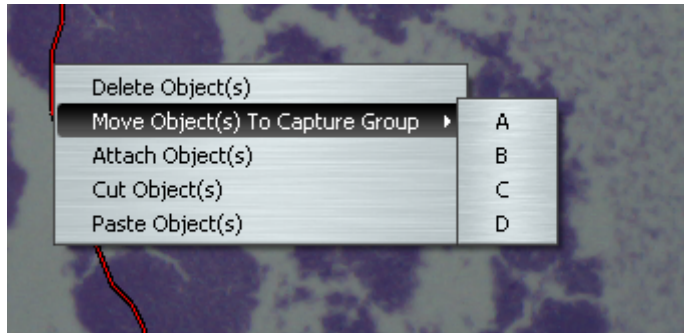 Delete Object(s)
Move Object(s) To Capture Group
Attach Object(s)
Cut Object(s)
Paste Object(s)
A
B
C
D